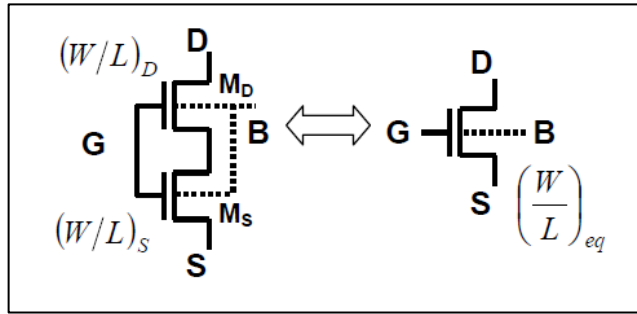 (W/L)_D D
M_D
G B
(W/L)_S M_S
S
D
G B
S
(W/L)_eq